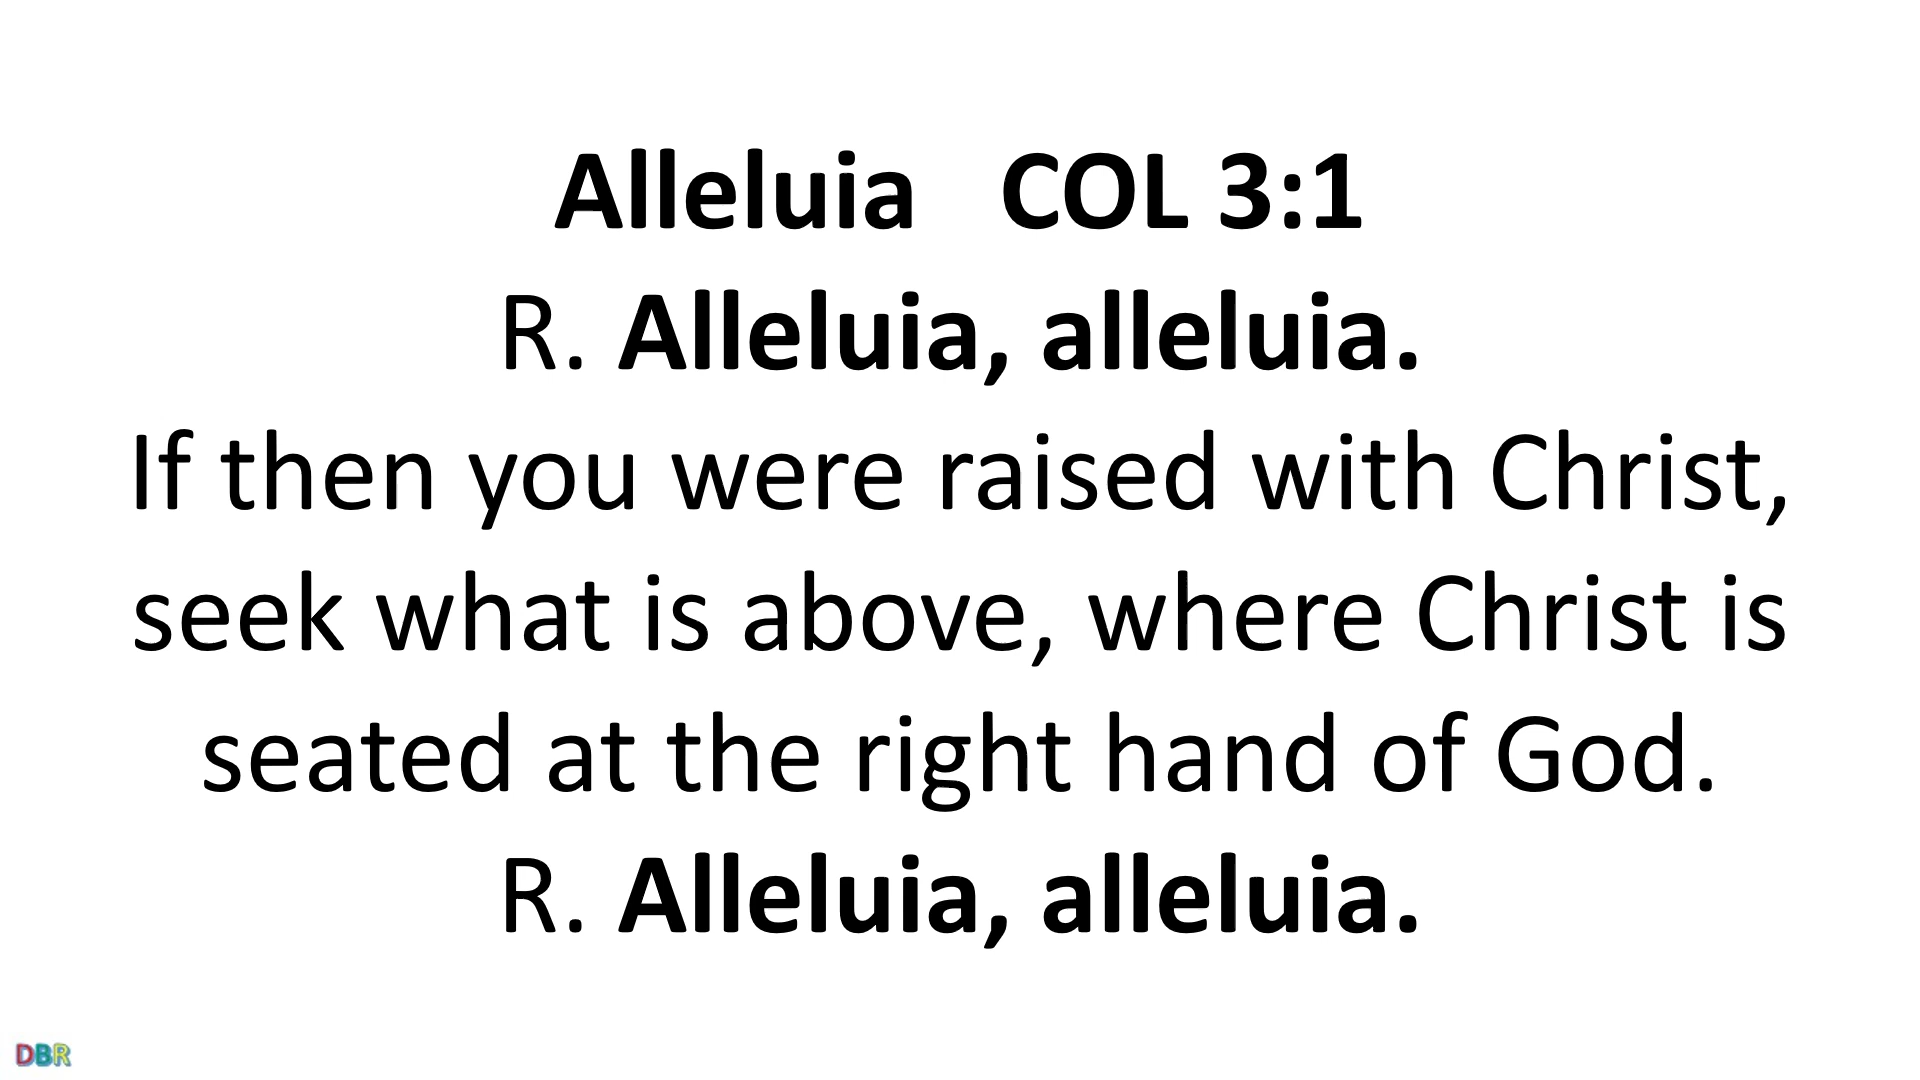 Alleluia   COL 3:1
R. Alleluia, alleluia.
If then you were raised with Christ,
seek what is above, where Christ is
seated at the right hand of God.
R. Alleluia, alleluia.
DBR